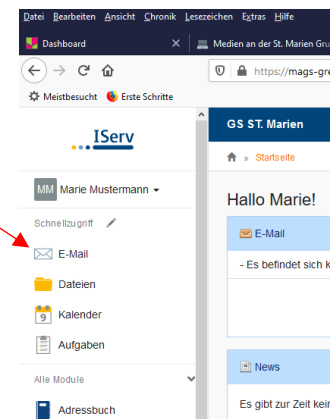 Datei Bearbeiten Ansicht Chronik Lesezeichen Extras Hilfe
Dashboard
Medien an der St. Marien Gru
https://mags-gre
Meistbesucht Erste Schritte
IServ
GS ST. Marien
» Startseite
MM Marie Mustermann
Hallo Marie!
Schnellzugriff
E-Mail
- Es befindet sich k
E-Mail
Dateien
9 Kalender
Aufgaben
Alle Module
News
Adressbuch
Es gibt zur Zeit kei